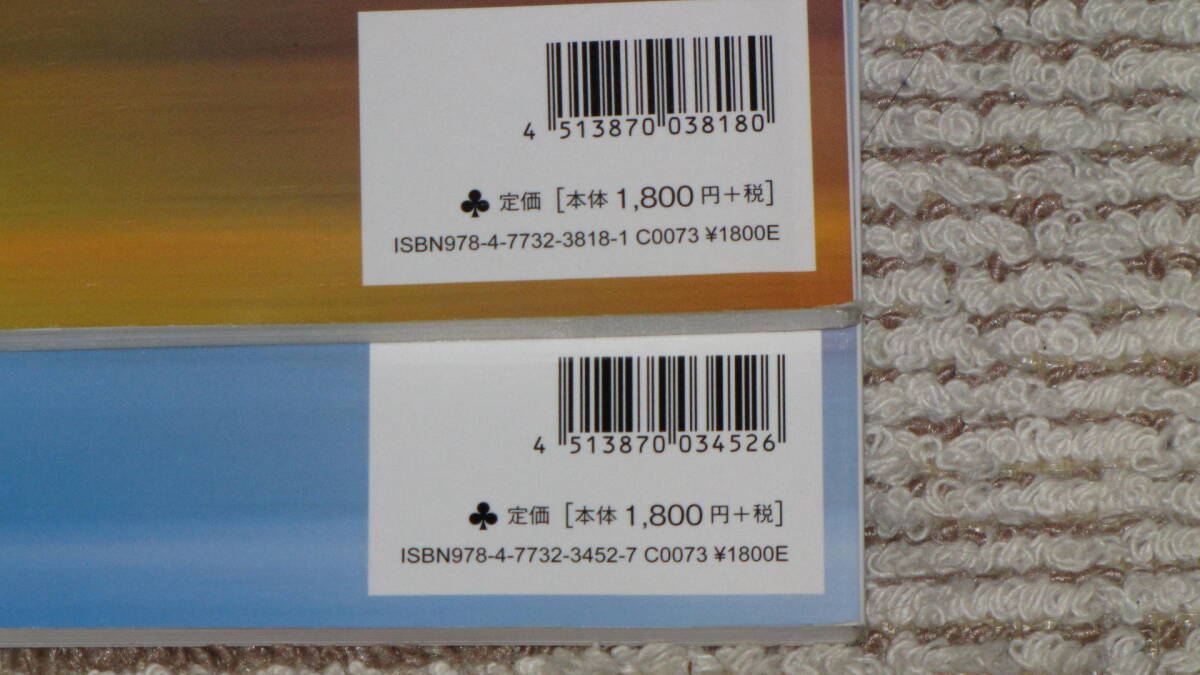 4 513870 038180
♣ 定価 [本体 1,800 円+税]
ISBN978-4-7732-3818-1 C0073 ¥1800E
4 513870 034526
♣ 定価 [本体 1,800 円+税]
ISBN978-4-7732-3452-7 C0073 ¥1800E